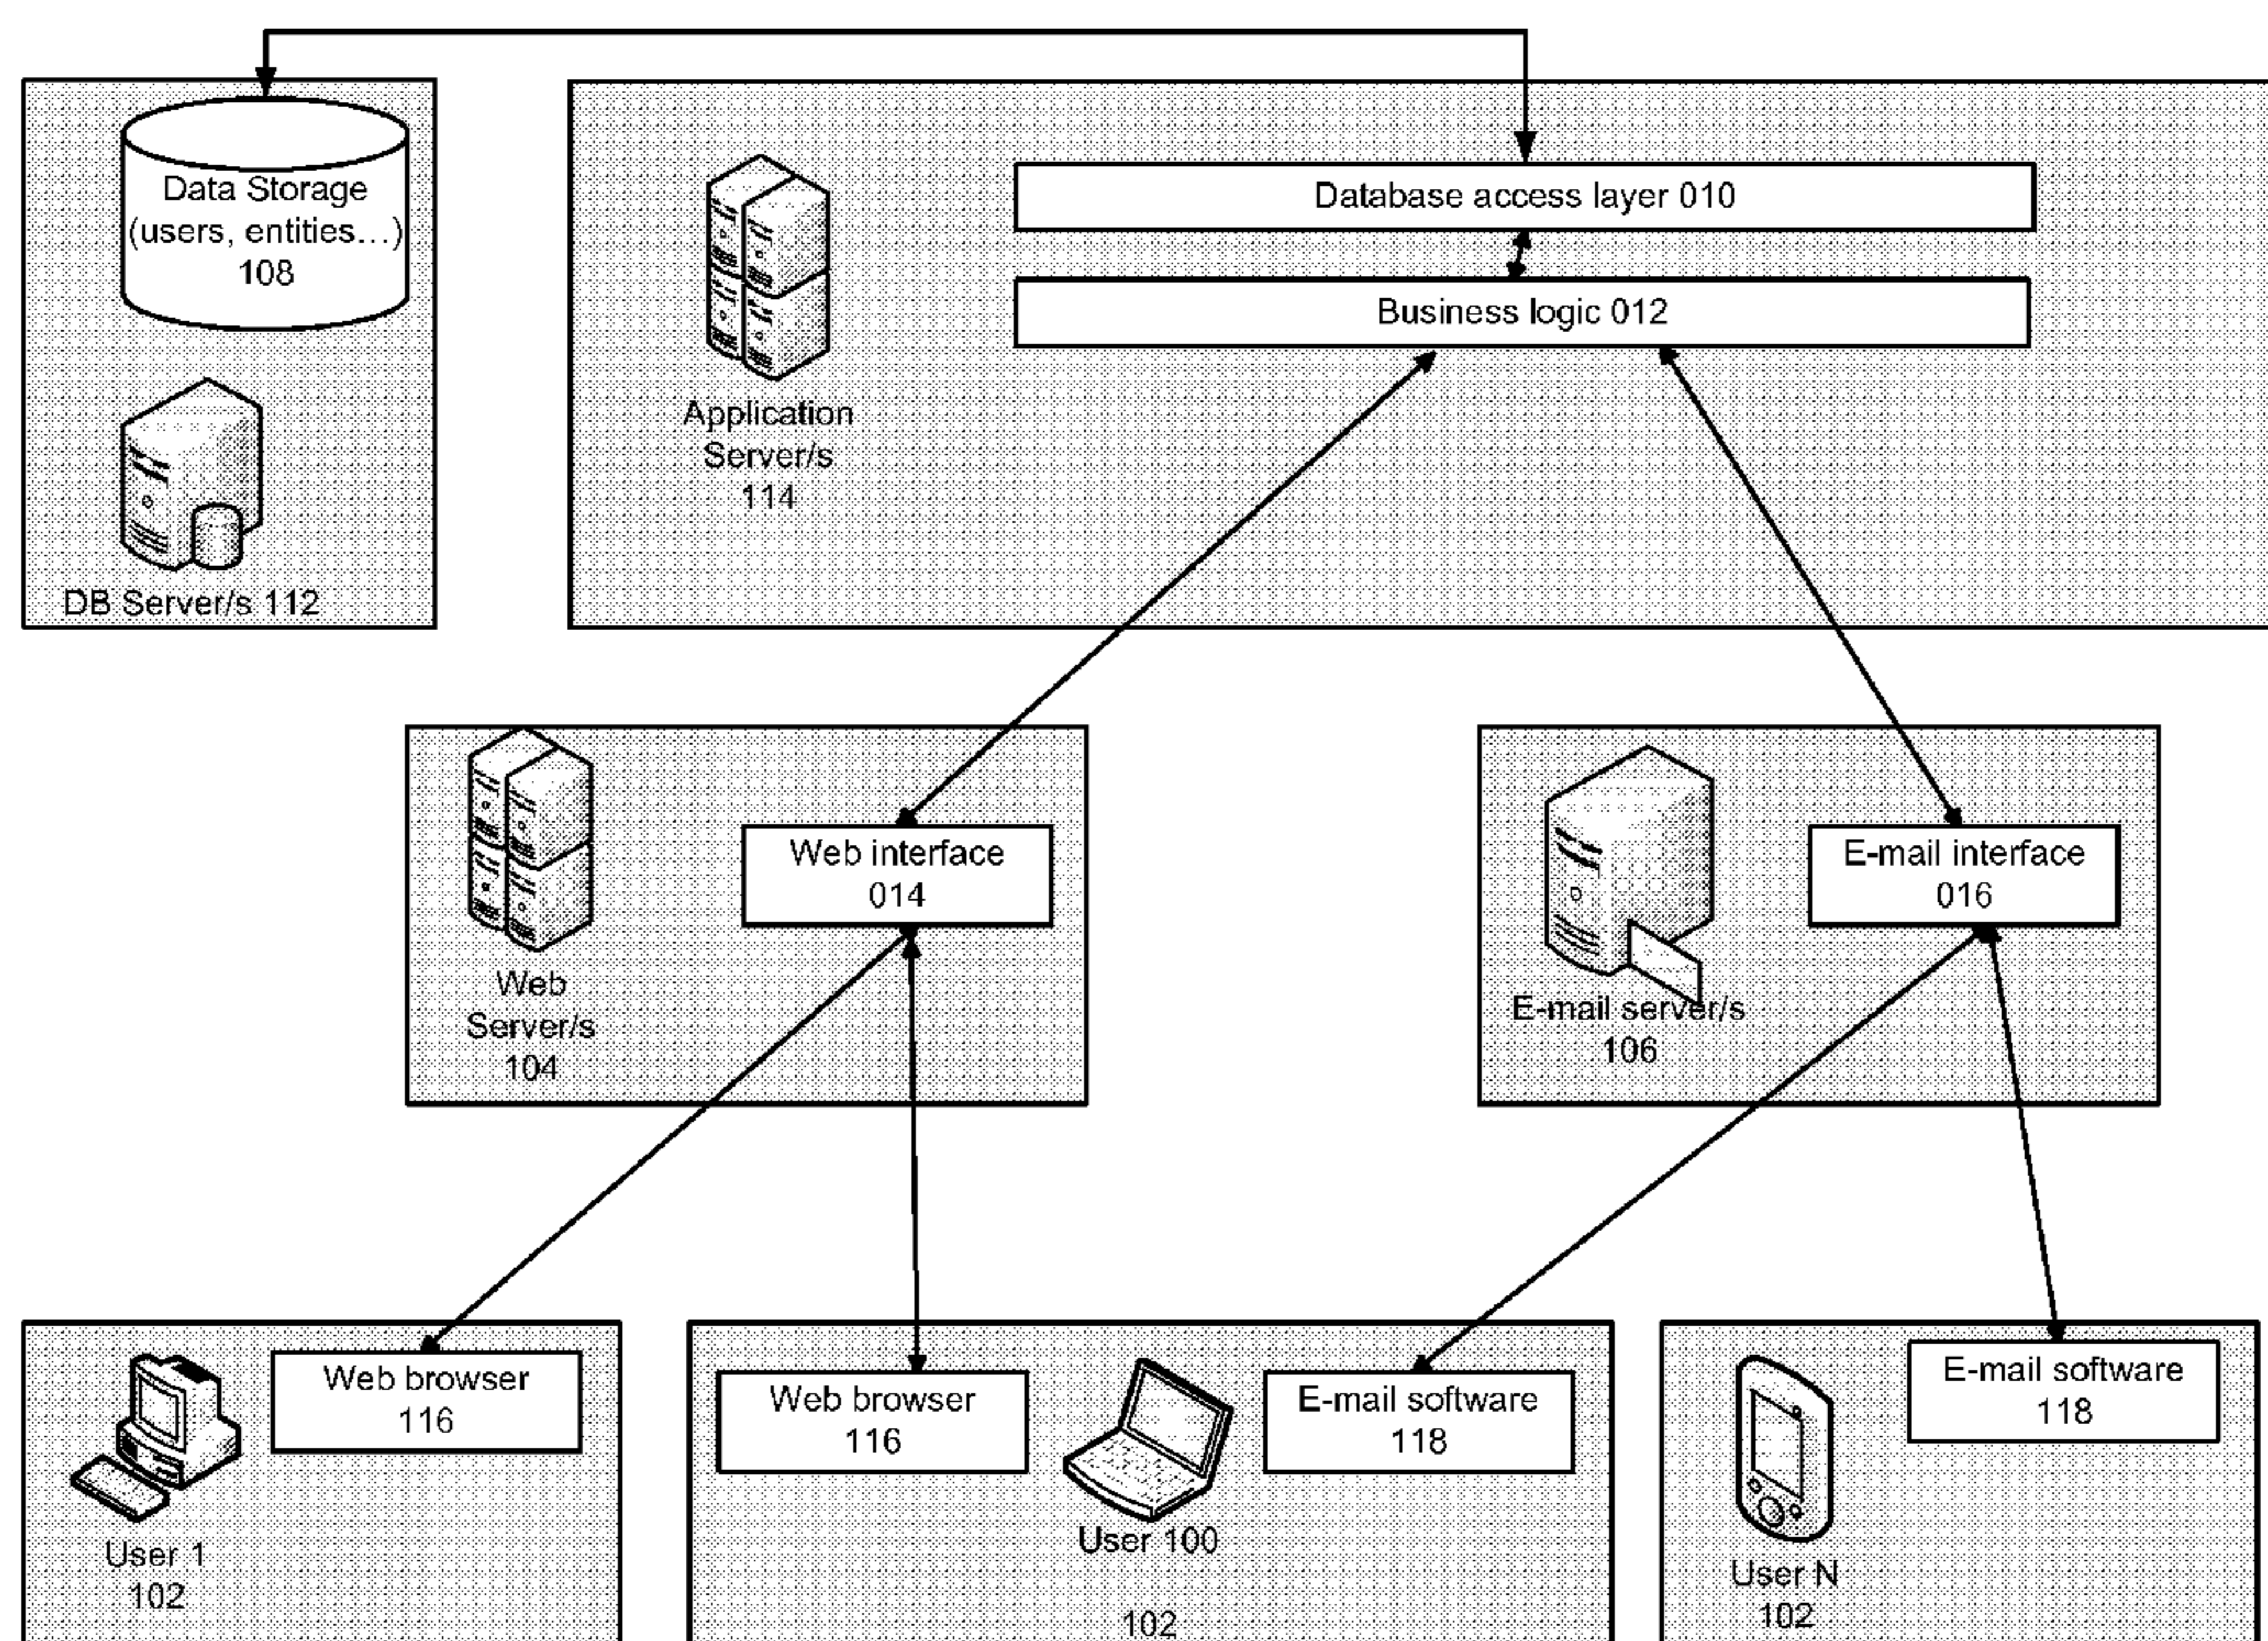 Data Storage
(users, entities...)
108
DB Server/s 112
Database access layer 010
Business logic 012
Application
Server/s
114
Web interface
014
Web
Server/s
104
E-mail interface
016
E-mail server/s
106
Web browser
116
User 1
102
Web browser
116
User 100
E-mail software
118
102
E-mail software
118
User N
102